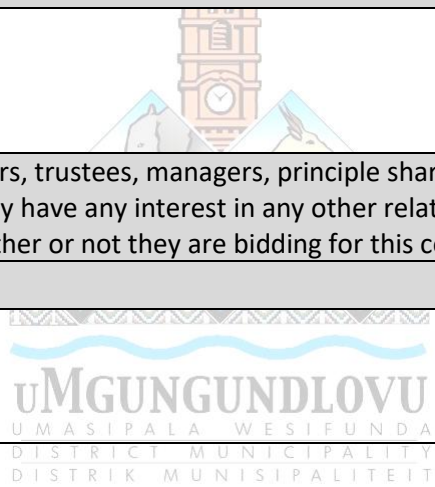 rs, trustees, managers, principle shar
y have any interest in any other relat
ther or not they are bidding for this c
uMGUNGUNDLOVU
UMASIPALA WESIFUNDA
DISTRICT MUNICIPALITY
DISTRIK MUNISIPALITEIT